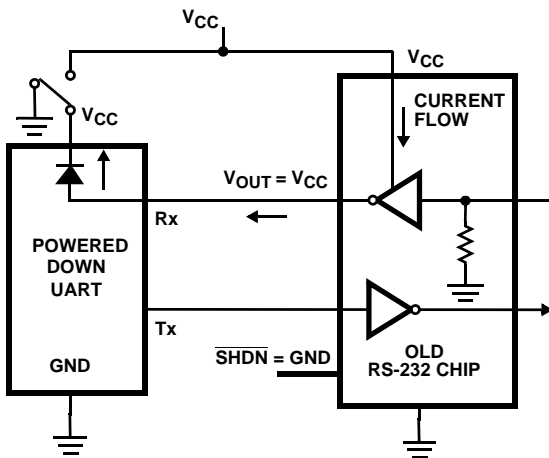 VCC
VCC
VCC
CURRENT
FLOW
VOUT = VCC
Rx
POWERED
DOWN
UART
Tx
GND
SHDN = GND
OLD
RS-232 CHIP